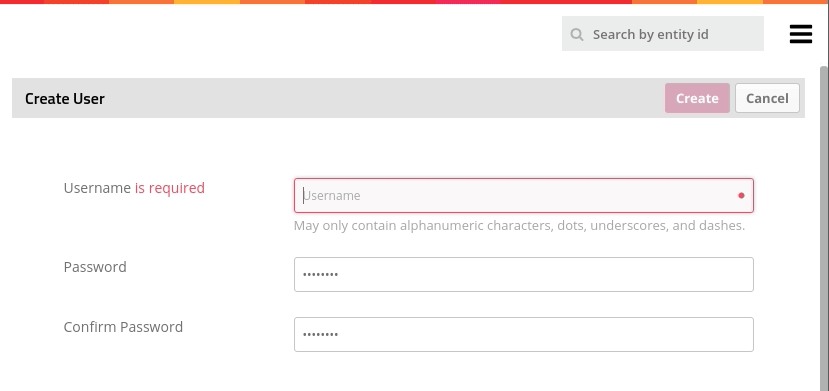 Search by entity id
Create User
Create
Cancel
Username is required
Username
May only contain alphanumeric characters, dots, underscores, and dashes.
Password
••••••••
Confirm Password
••••••••